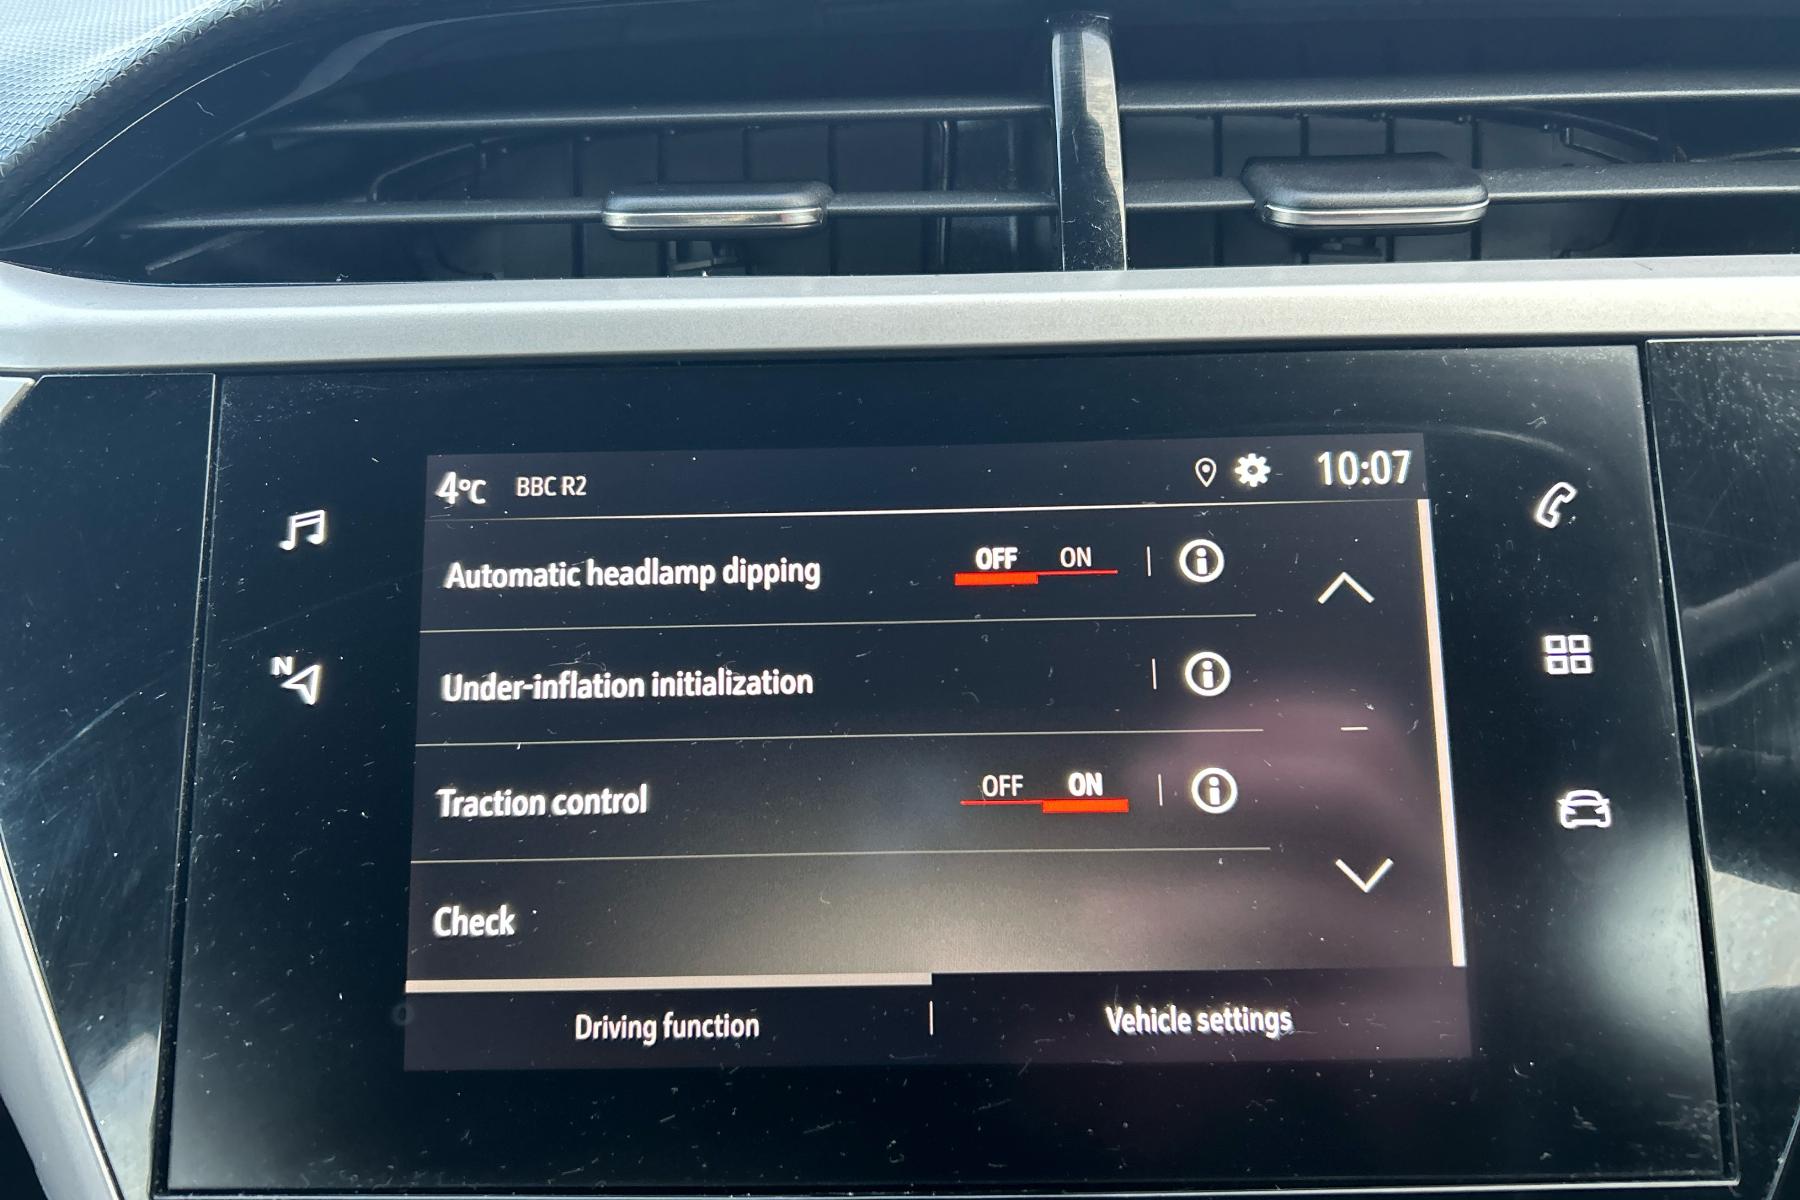 4°C BBC R2 10:07
Automatic headlamp dipping OFF ON
Under-inflation initialization
Traction control OFF ON
Check
Driving function Vehicle settings
N